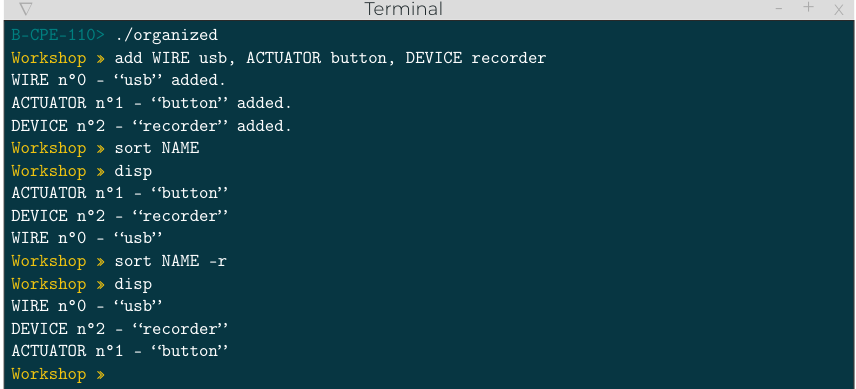 ▽ Terminal - + x
B-CPE-110> ./organized
Workshop » add WIRE usb, ACTUATOR button, DEVICE recorder
WIRE n°0 - “usb” added.
ACTUATOR n°1 - “button” added.
DEVICE n°2 - “recorder” added.
Workshop » sort NAME
Workshop » disp
ACTUATOR n°1 - “button”
DEVICE n°2 - “recorder”
WIRE n°0 - “usb”
Workshop » sort NAME -r
Workshop » disp
WIRE n°0 - “usb”
DEVICE n°2 - “recorder”
ACTUATOR n°1 - “button”
Workshop »